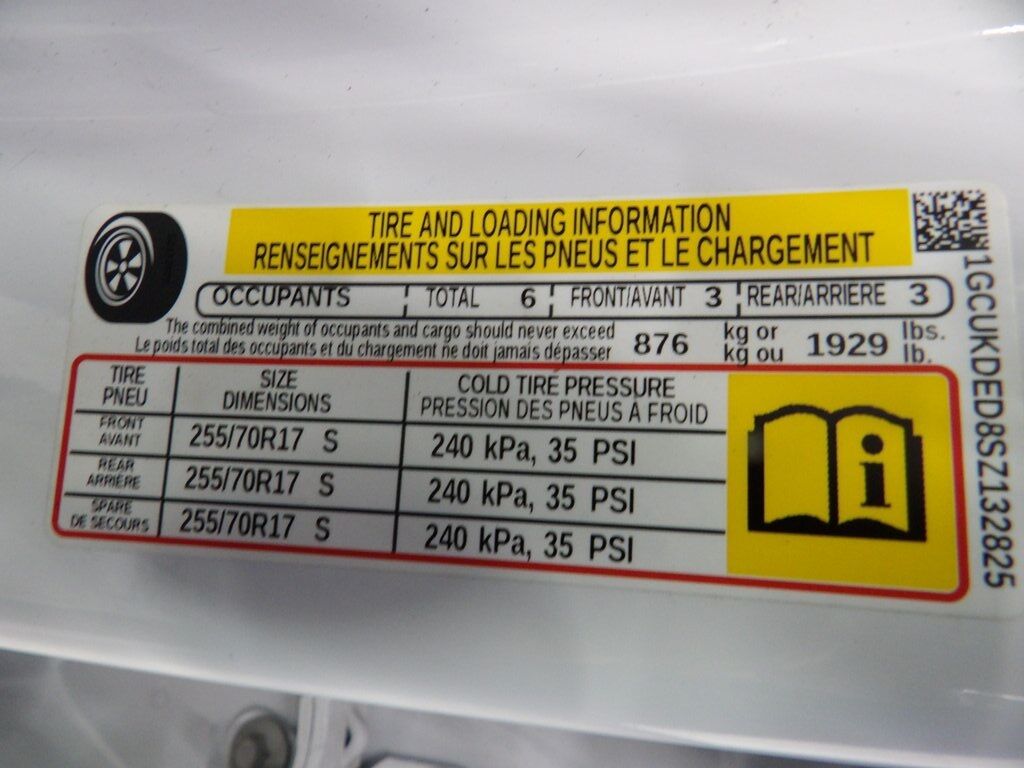 TIRE AND LOADING INFORMATION
RENSEIGNEMENTS SUR LES PNEUS ET LE CHARGEMENT
OCCUPANTS TOTAL 6 FRONT/AVANT 3 REAR/ARRIERE 3
The combined weight of occupants and cargo should never exceed 876 kg or 1929 lbs.
Le poids total des occupants et du chargement ne doit jamais dépasser kg ou lb.
TIRE SIZE COLD TIRE PRESSURE
PNEU DIMENSIONS PRESSION DES PNEUS À FROID
FRONT
AVANT 255/70R17 S 240 kPa, 35 PSI
REAR
ARRIÈRE 255/70R17 S 240 kPa, 35 PSI
SPARE
DE SECOURS 255/70R17 S 240 kPa, 35 PSI
1GCUKDED8SZ132825